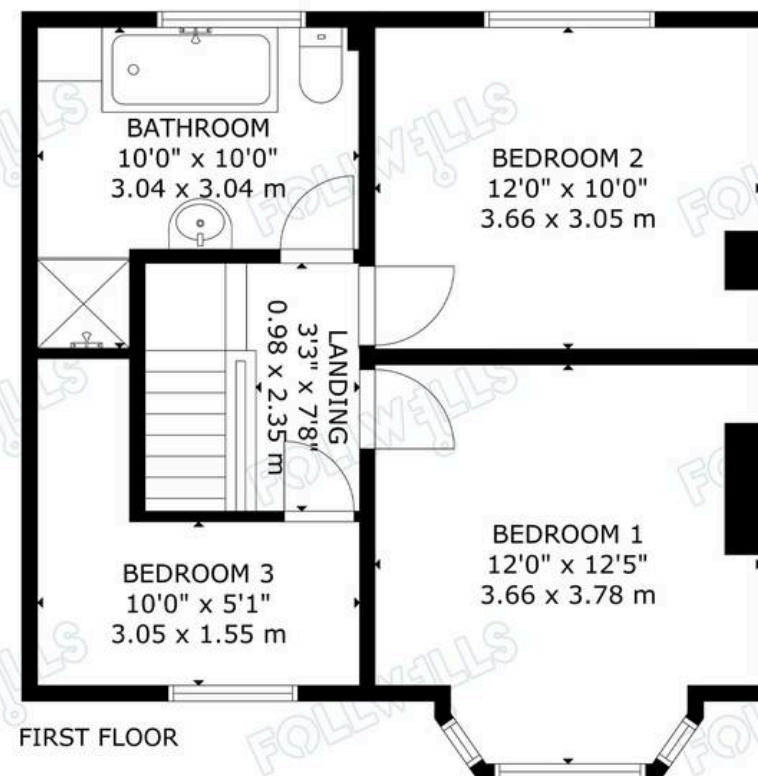 BATHROOM
10'0" x 10'0"
3.04 x 3.04 m
BEDROOM 2
12'0" x 10'0"
3.66 x 3.05 m
LANDING
3'3" x 7'8"
0.98 x 2.35 m
BEDROOM 1
12'0" x 12'5"
3.66 x 3.78 m
BEDROOM 3
10'0" x 5'1"
3.05 x 1.55 m
FIRST FLOOR
FOLLWELLS
FOLLWELLS
FOLLWELLS